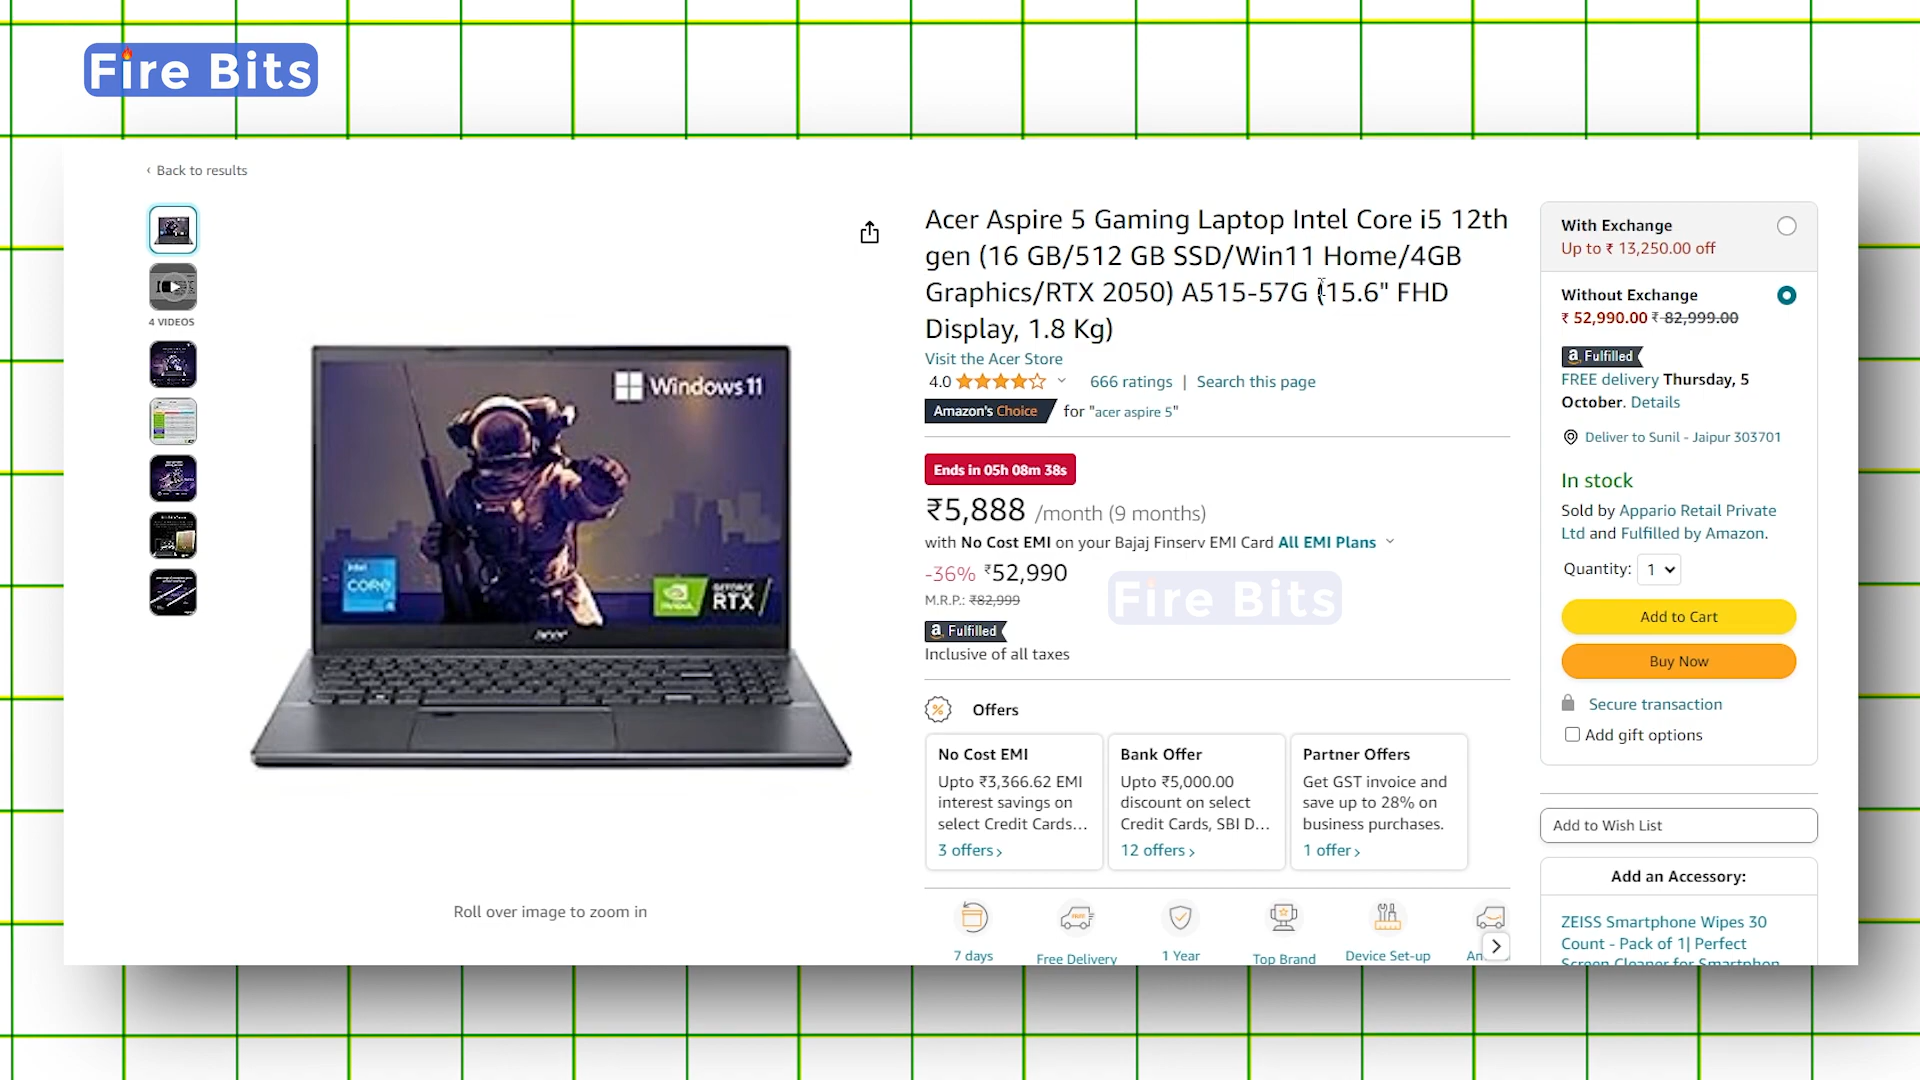 Fire Bits
‹ Back to results
4 VIDEOS
Windows 11
intel
CORE
NVIDIA
GEFORCE
RTX
acer
Roll over image to zoom in
Acer Aspire 5 Gaming Laptop Intel Core i5 12th
gen (16 GB/512 GB SSD/Win11 Home/4GB
Graphics/RTX 2050) A515-57G (15.6" FHD
Display, 1.8 Kg)
Visit the Acer Store
4.0 666 ratings | Search this page
Amazon's Choice for "acer aspire 5"
Ends in 05h 08m 38s
₹5,888 /month (9 months)
with No Cost EMI on your Bajaj Finserv EMI Card All EMI Plans
-36% ₹52,990
M.R.P.: ₹82,999
a Fulfilled
Inclusive of all taxes
Fire Bits
% Offers
No Cost EMI
Upto ₹3,366.62 EMI
interest savings on
select Credit Cards...
3 offers ›
Bank Offer
Upto ₹5,000.00
discount on select
Credit Cards, SBI D...
12 offers ›
Partner Offers
Get GST invoice and
save up to 28% on
business purchases.
1 offer ›
7 days
Free Delivery
1 Year
Top Brand
Device Set-up
With Exchange
Up to ₹ 13,250.00 off
Without Exchange
₹ 52,990.00 ₹ 82,999.00
a Fulfilled
FREE delivery Thursday, 5
October. Details
Deliver to Sunil - Jaipur 303701
In stock
Sold by Appario Retail Private
Ltd and Fulfilled by Amazon.
Quantity: 1
Add to Cart
Buy Now
Secure transaction
Add gift options
Add to Wish List
Add an Accessory:
ZEISS Smartphone Wipes 30
Count - Pack of 1| Perfect
Screen Cleaner for Smartphon